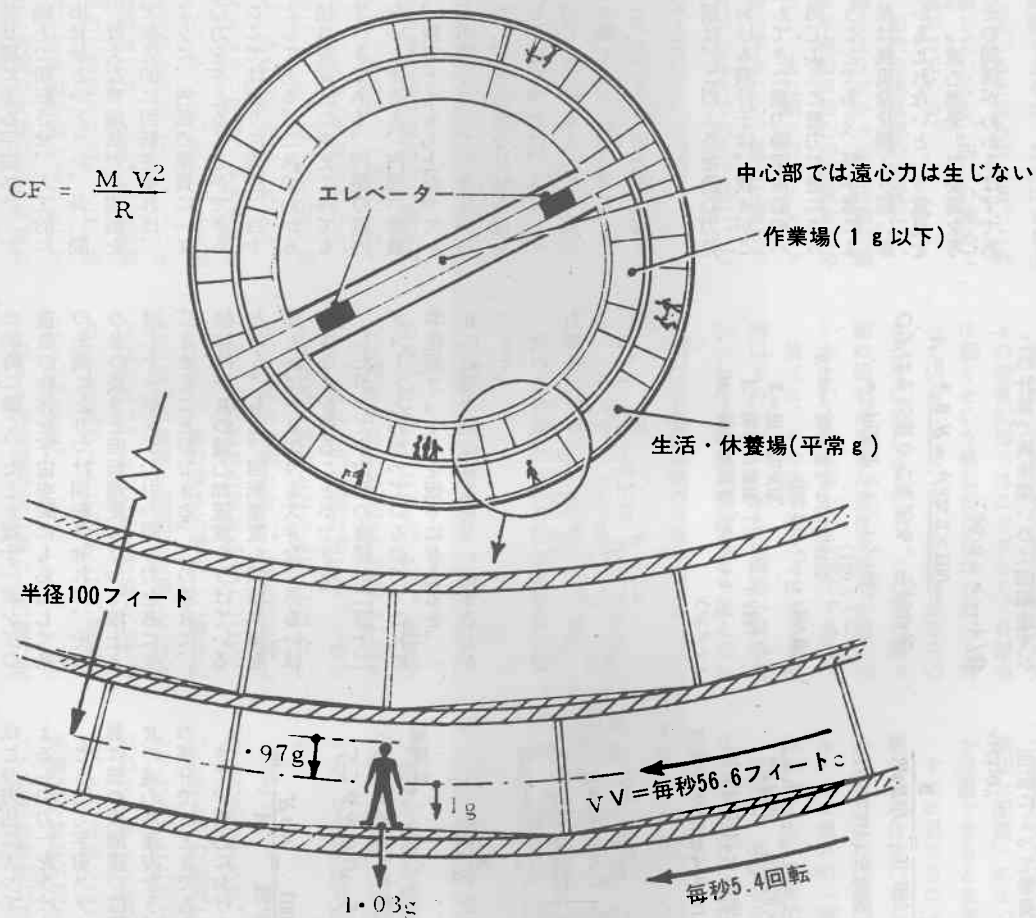 CF = M V²
R
エレベーター
中心部では遠心力は生じない
作業場(1g以下)
生活・休養場(平常g)
半径100フィート
・97g
1g
VV=毎秒56.6フィートc
1・03g
毎秒5.4回転